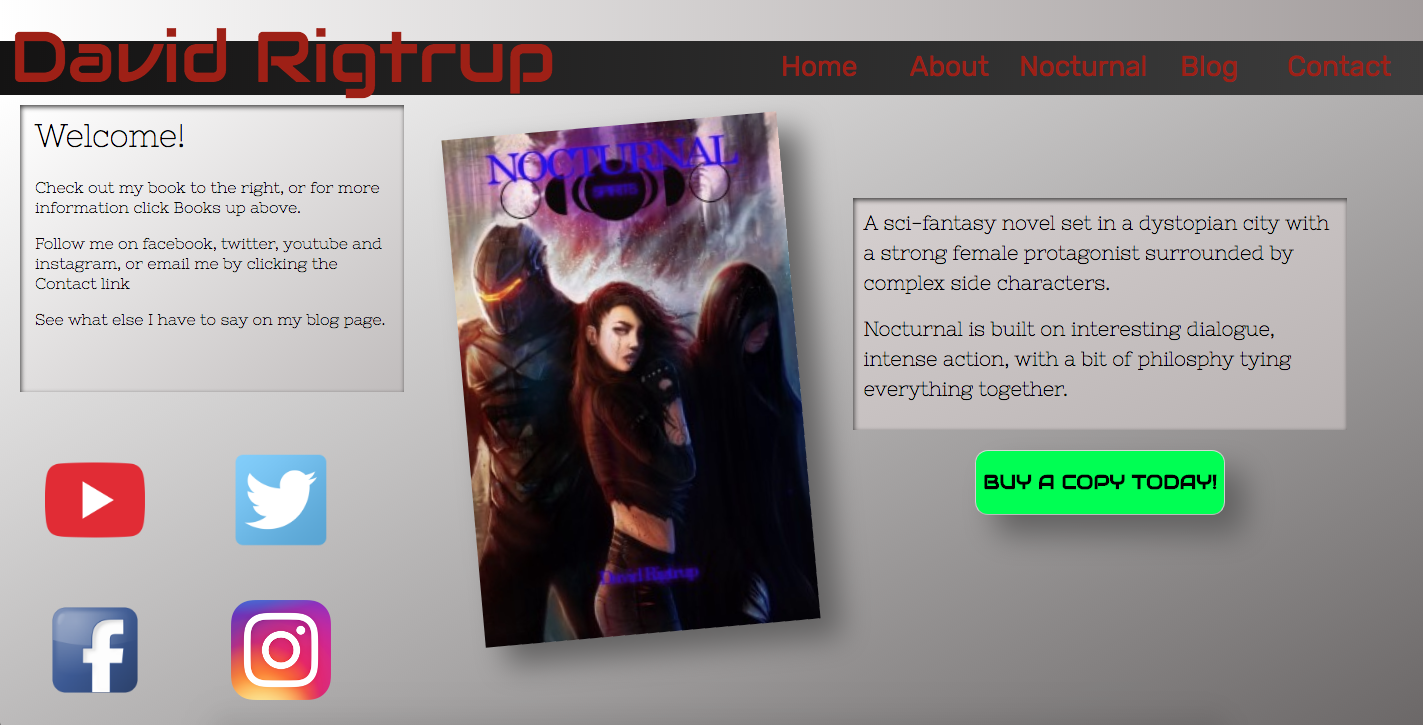 David Rigtrup
Home About Nocturnal Blog Contact
Welcome!
Check out my book to the right, or for more
information click Books up above.
Follow me on facebook, twitter, youtube and
instagram, or email me by clicking the
Contact link
See what else I have to say on my blog page.
NOCTURNAL
SPIRITS
David Rigtrup
A sci-fantasy novel set in a dystopian city with
a strong female protagonist surrounded by
complex side characters.
Nocturnal is built on interesting dialogue,
intense action, with a bit of philosphy tying
everything together.
BUY A COPY TODAY!